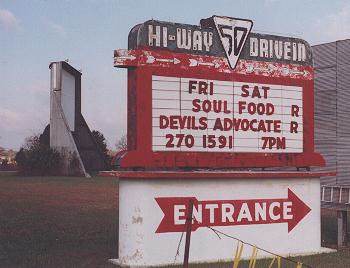 HI-WAY 50 DRIVE IN
FRI SAT
SOUL FOOD R
DEVILS ADVOCATE R
270 1591 7PM
ENTRANCE